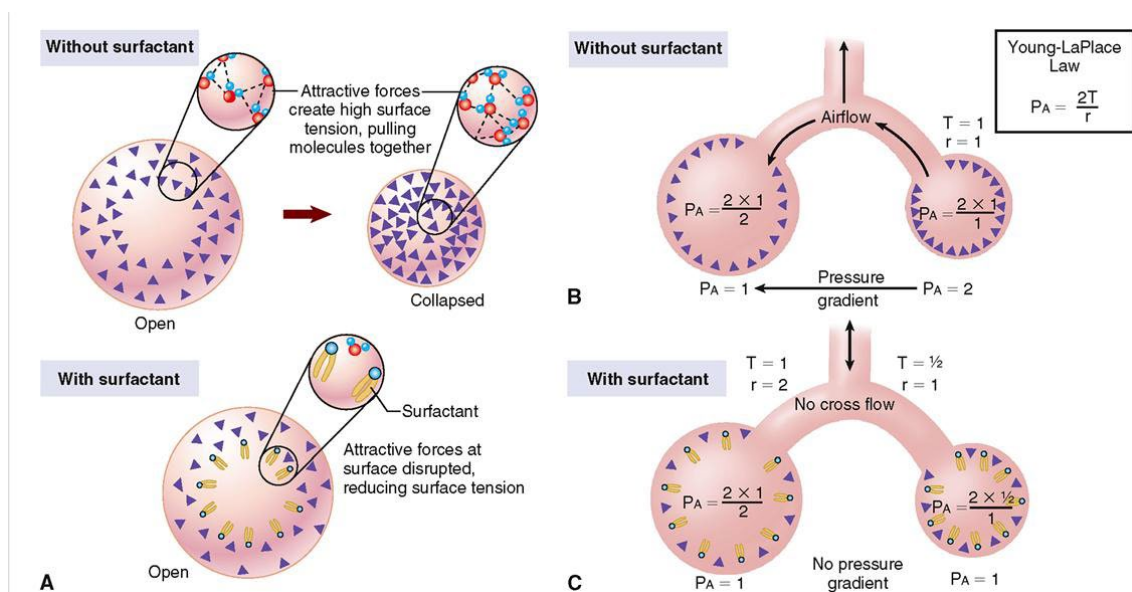 Without surfactant
Attractive forces
create high surface
tension, pulling
molecules together
Open
Collapsed
With surfactant
Surfactant
Attractive forces at
surface disrupted,
reducing surface tension
Open
A
Without surfactant
Young-LaPlace
Law
PA = 2T
r
Airflow
T = 1
r = 1
PA = 2 × 1
2
PA = 2 × 1
1
PA = 1
Pressure
gradient
PA = 2
B
With surfactant
T = 1
r = 2
T = ½
r = 1
No cross flow
PA = 2 × 1
2
PA = 2 × ½
1
PA = 1
No pressure
gradient
PA = 1
C